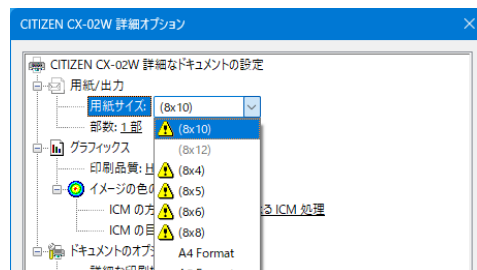 CITIZEN CX-02W 詳細オプション
CITIZEN CX-02W 詳細なドキュメントの設定
用紙/出力
用紙サイズ: (8x10)
部数: 1 部
(8x10)
グラフィックス
(8x12)
印刷品質: H
(8x4)
イメージの色の
(8x5)
ICM の方
(8x6)
る ICM 処理
ICM の目
(8x8)
ドキュメントのオプシ
A4 Format